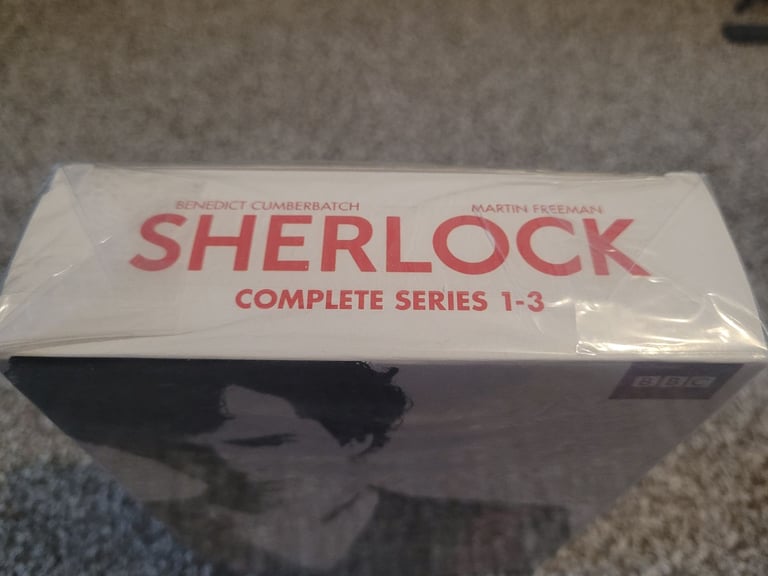 BENEDICT CUMBERBATCH MARTIN FREEMAN
SHERLOCK
COMPLETE SERIES 1-3
BBC